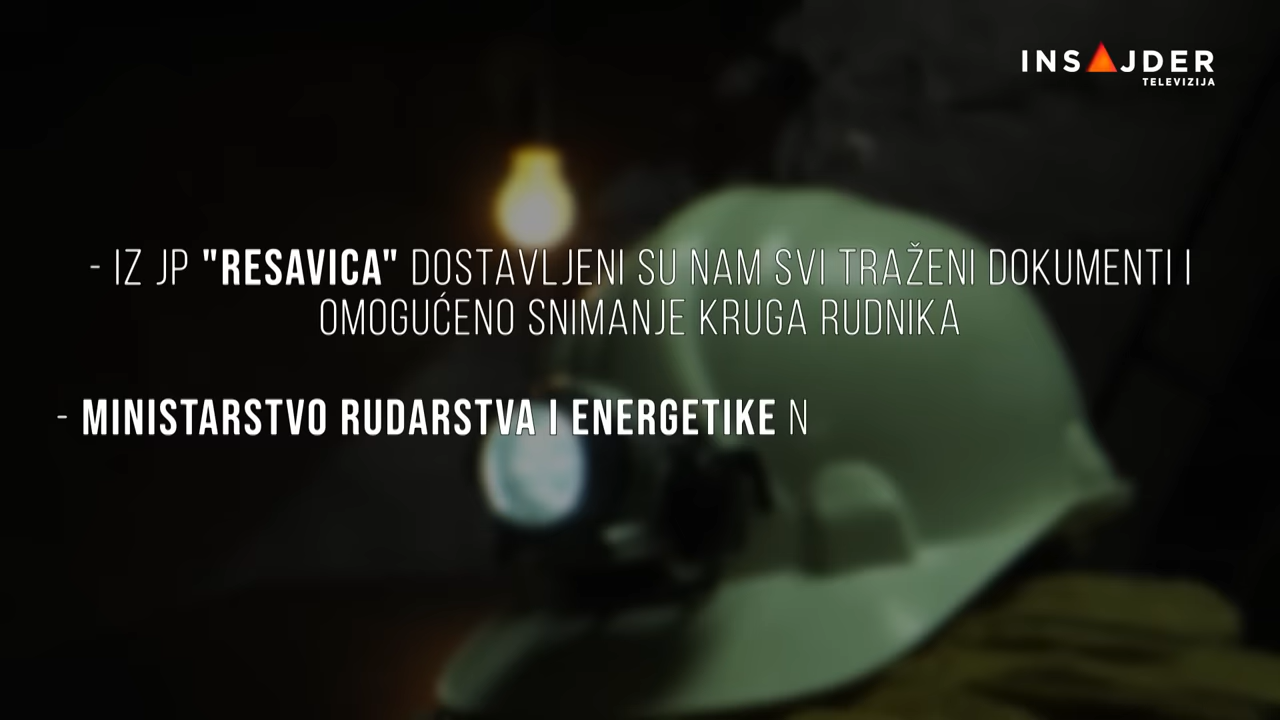 INSAJDER
TELEVIZIJA
- IZ JP "RESAVICA" DOSTAVLJENI SU NAM SVI TRAŽENI DOKUMENTI I
OMOGUĆENO SNIMANJE KRUGA RUDNIKA
- MINISTARSTVO RUDARSTVA I ENERGETIKE N